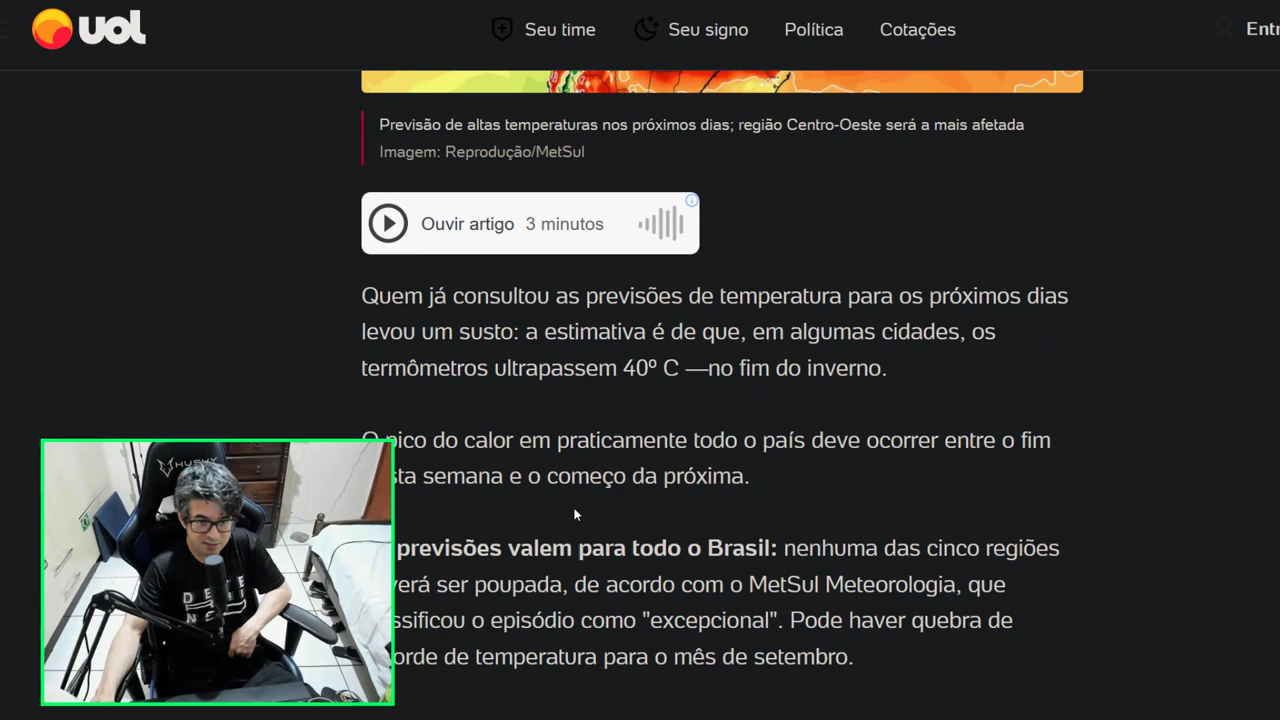 uol
Seu time
Seu signo
Política
Cotações
Previsão de altas temperaturas nos próximos dias; região Centro-Oeste será a mais afetada
Imagem: Reprodução/MetSul
Ouvir artigo 3 minutos
Quem já consultou as previsões de temperatura para os próximos dias
levou um susto: a estimativa é de que, em algumas cidades, os
termômetros ultrapassem 40º C —no fim do inverno.
O pico do calor em praticamente todo o país deve ocorrer entre o fim
semana e o começo da próxima.
previsões valem para todo o Brasil: nenhuma das cinco regiões
ser poupada, de acordo com o MetSul Meteorologia, que
o episódio como "excepcional". Pode haver quebra de
de temperatura para o mês de setembro.
HUSKY